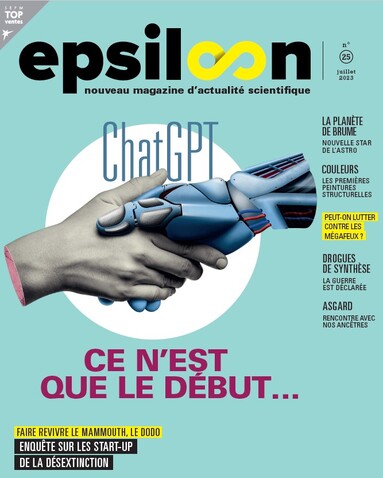 CCPM
TOP
ventes
epsiloon
nouveau magazine d'actualité scientifique
n°
25
juillet
2023
ChatGPT
LA PLANÈTE
DE BRUME
NOUVELLE STAR
DE L'ASTRO
COULEURS
LES PREMIÈRES
PEINTURES
STRUCTURELLES
PEUT-ON LUTTER
CONTRE LES
MÉGAFEUX ?
DROGUES
DE SYNTHÈSE
LA GUERRE
EST DÉCLARÉE
ASGARD
RENCONTRE AVEC
NOS ANCÊTRES
CE N'EST
QUE LE DÉBUT...
FAIRE REVIVRE LE MAMMOUTH, LE DODO
ENQUÊTE SUR LES START-UP
DE LA DÉSEXTINCTION